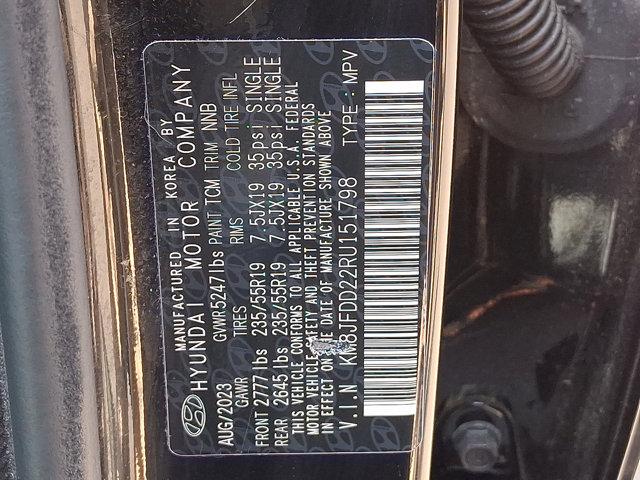 MANUFACTURED IN KOREA BY
HYUNDAI MOTOR COMPANY
AUG/2023 GVWR5247lbs PAINT TCM TRIM NNB
GAWR TIRES RIMS COLD TIRE INFL
FRONT 2777lbs 235/55R19 7.5JX19 35psi SINGLE
REAR 2645lbs 235/55R19 7.5JX19 35psi SINGLE
THIS VEHICLE CONFORMS TO ALL APPLICABLE U.S.A. FEDERAL
MOTOR VEHICLE SAFETY AND THEFT PREVENTION STANDARDS
IN EFFECT ON THE DATE OF MANUFACTURE SHOWN ABOVE
V.I.N KM8JFDD22RU151798 TYPE : MPV